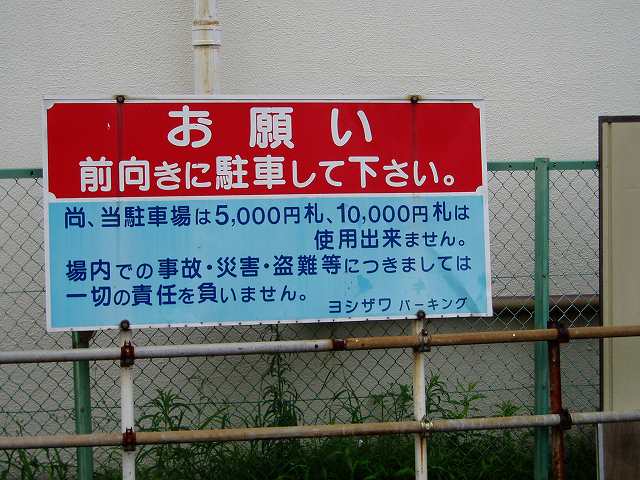 お願い
前向きに駐車して下さい。
尚、当駐車場は5,000円札、10,000円札は
使用出来ません。
場内での事故・災害・盗難等につきましては
一切の責任を負いません。
ヨシザワ パーキング